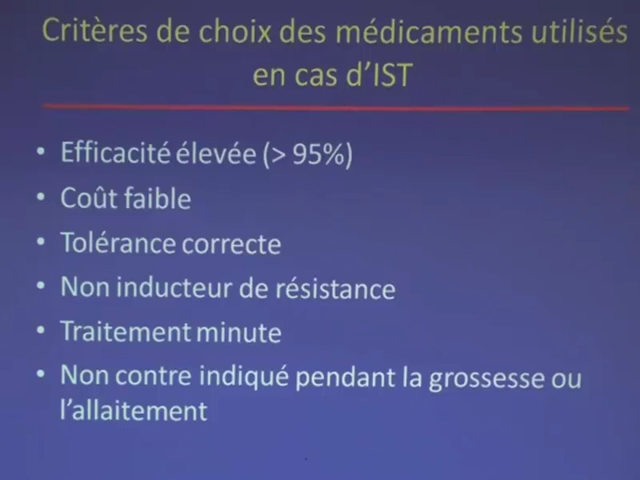 Critères de choix des médicaments utilisés
en cas d’IST
• Efficacité élevée (> 95%)
• Coût faible
• Tolérance correcte
• Non inducteur de résistance
• Traitement minute
• Non contre indiqué pendant la grossesse ou
l’allaitement